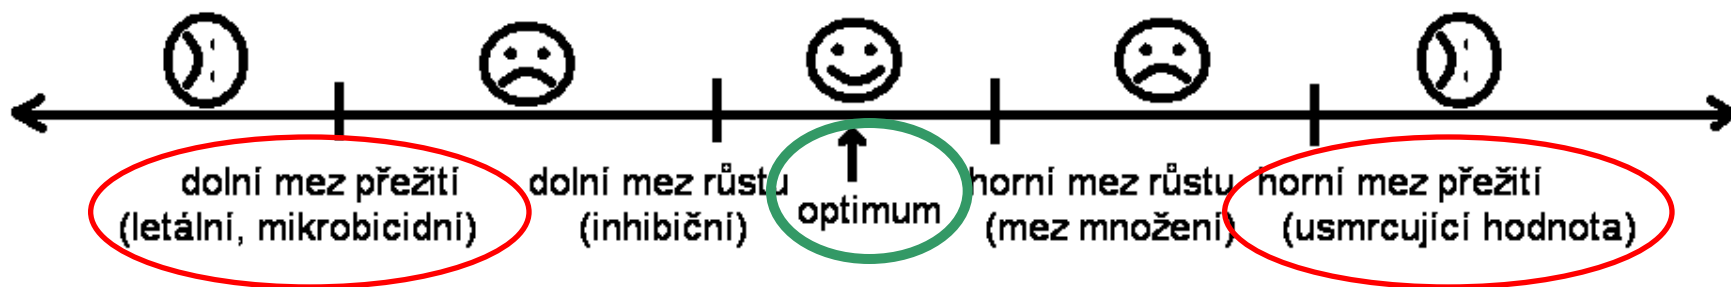 dolní mez přežití
(letální, mikrobicidní)
dolní mez růstu
(inhibiční)
optimum
horní mez růstu
(mez množení)
horní mez přežití
(usmrcující hodnota)